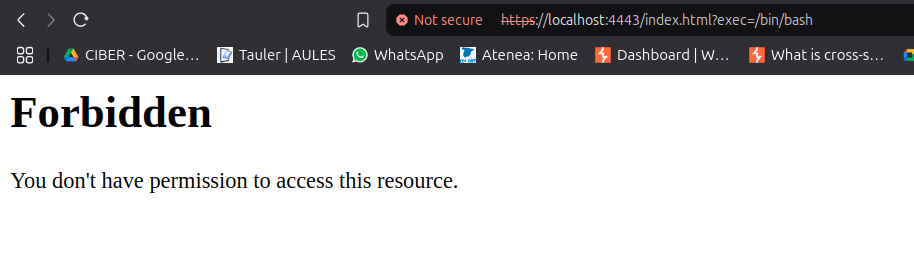 Not secure https://localhost:4443/index.html?exec=/bin/bash
CIBER - Google... Tauler | AULES WhatsApp Atenea: Home Dashboard | W... What is cross-s...
Forbidden
You don't have permission to access this resource.